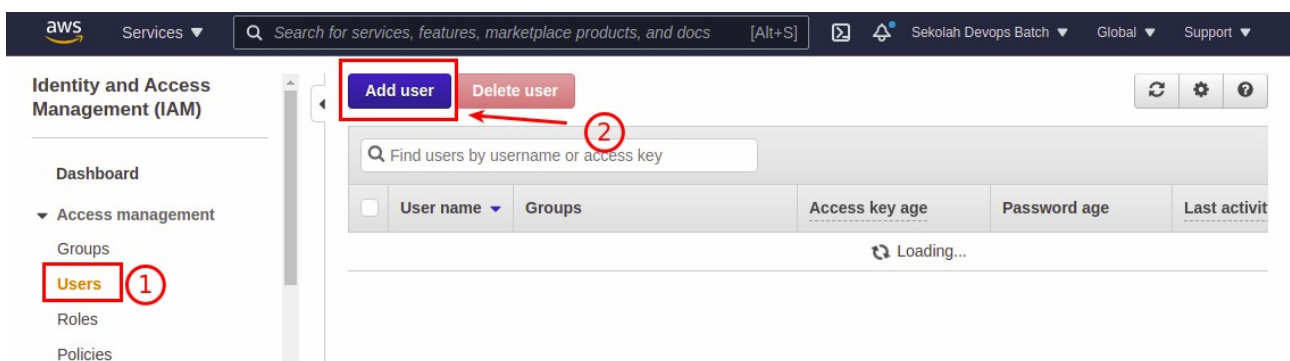 aws Services ▼ Search for services, features, marketplace products, and docs [Alt+S] Sekolah Devops Batch ▼ Global ▼ Support ▼
Identity and Access
Management (IAM)
Dashboard
Access management
Groups
Users 1
Roles
Policies
Add user Delete user
2
Find users by username or access key
User name Groups Access key age Password age Last activit
Loading...